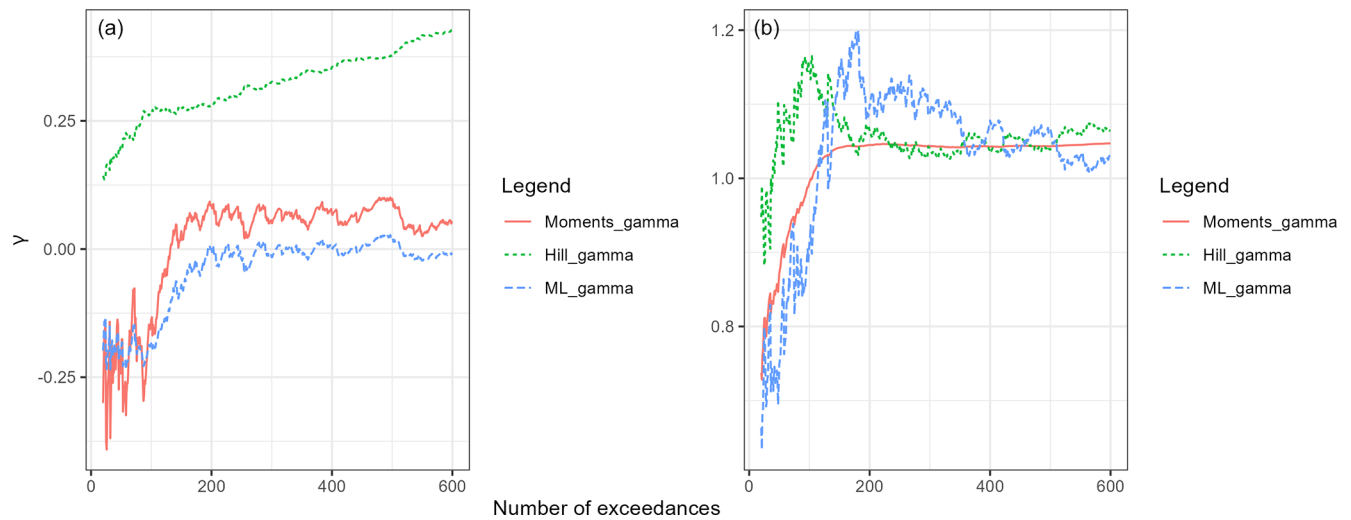 (a)
0.25
0.00
-0.25
γ
0 200 400 600
Legend
Moments_gamma
Hill_gamma
ML_gamma
(b)
1.2
1.0
0.8
0 200 400 600
Legend
Moments_gamma
Hill_gamma
ML_gamma
Number of exceedances